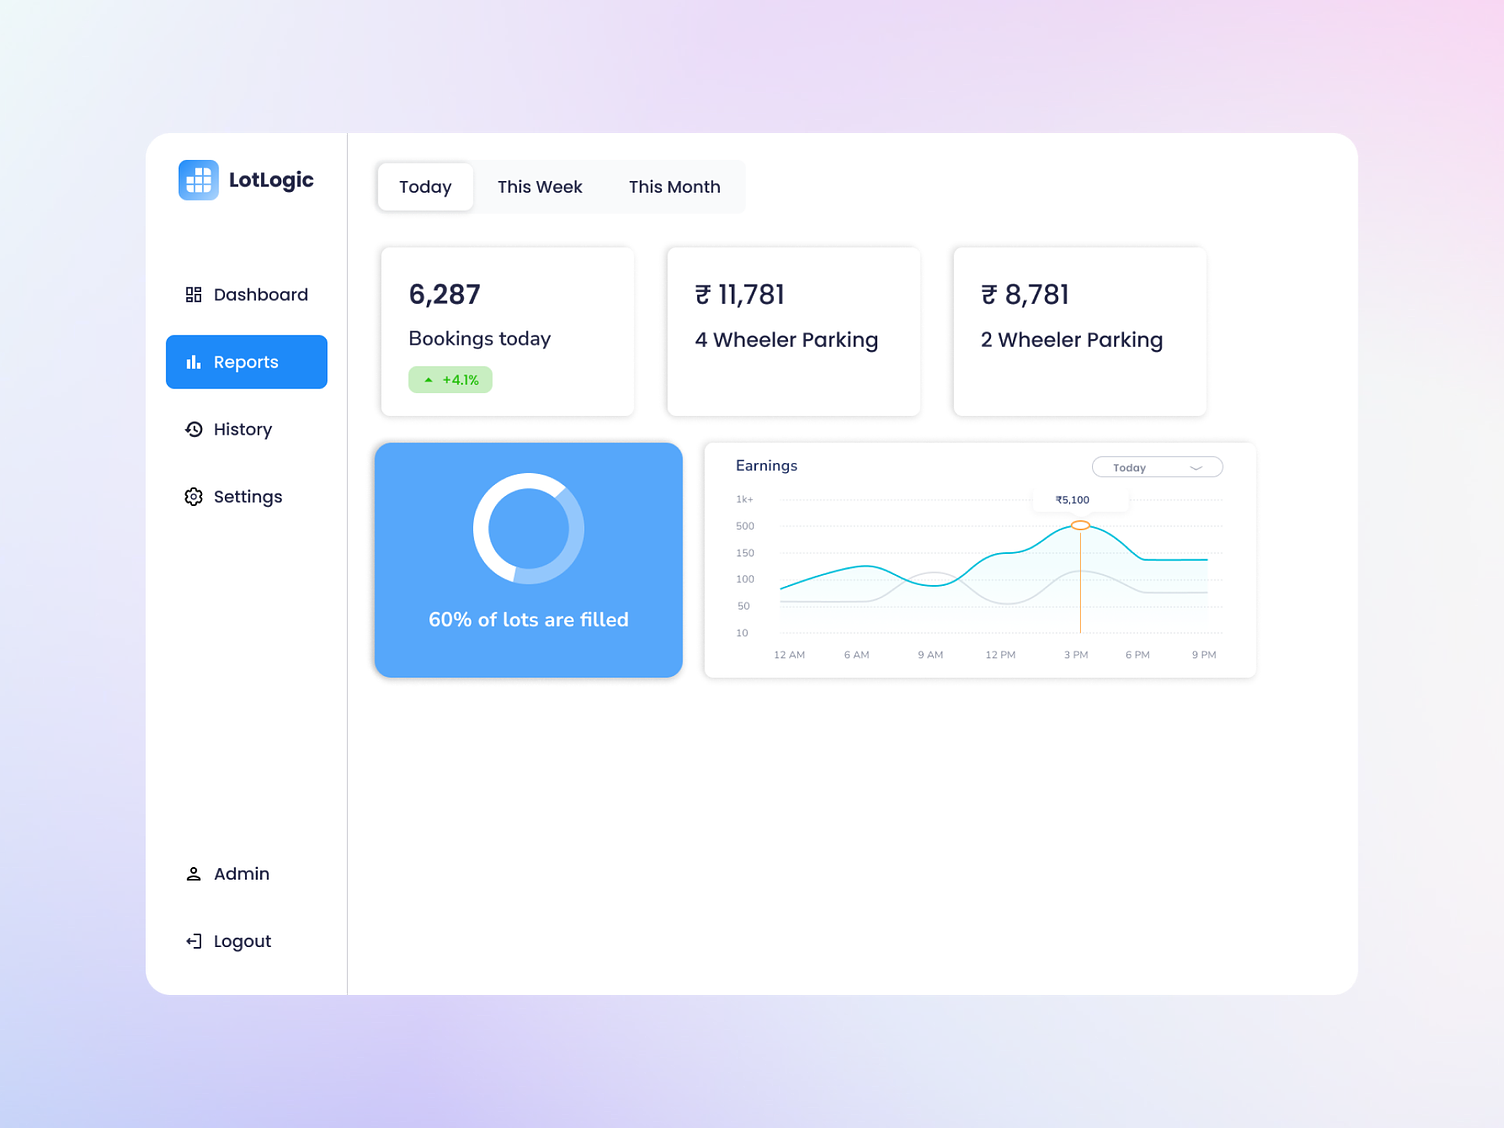 LotLogic
Dashboard
Reports
History
Settings
Admin
Logout
Today This Week This Month
6,287
Bookings today
+4.1%
₹ 11,781
4 Wheeler Parking
₹ 8,781
2 Wheeler Parking
60% of lots are filled
Earnings
Today
₹5,100
1k+
500
150
100
50
10
12 AM 6 AM 9 AM 12 PM 3 PM 6 PM 9 PM